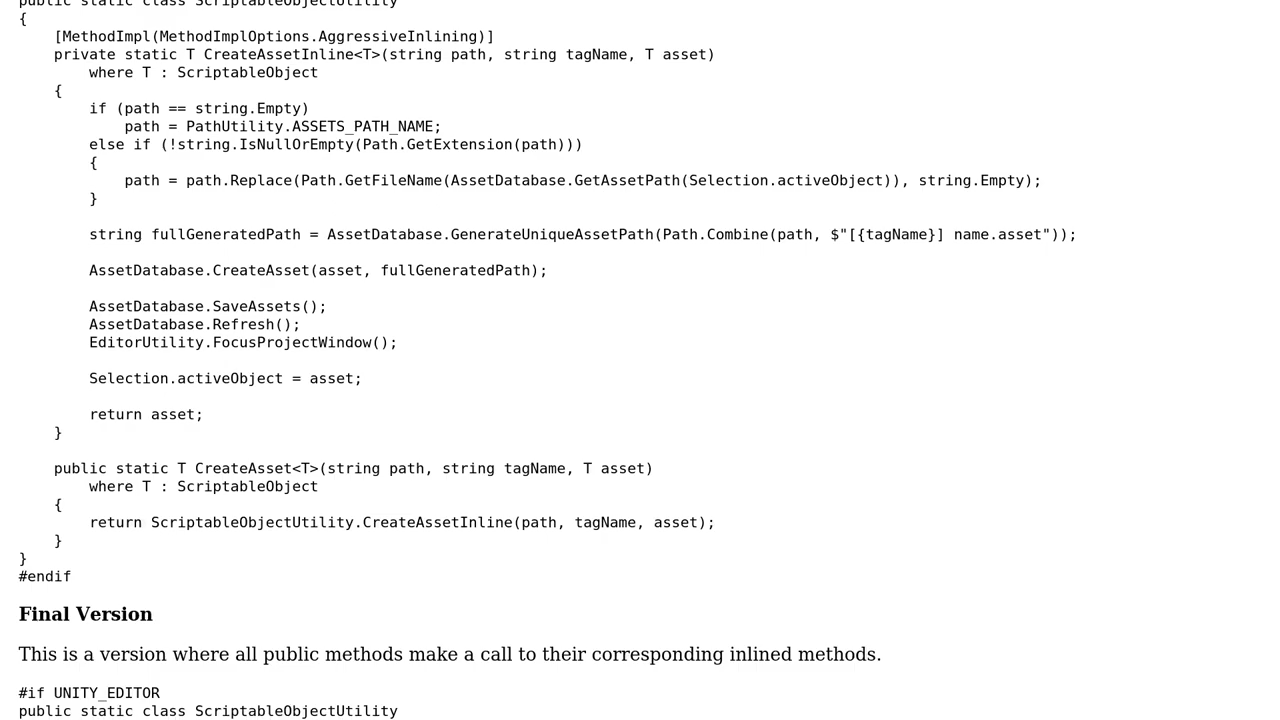 public static class ScriptableObjectUtility
{
    [MethodImpl(MethodImplOptions.AggressiveInlining)]
    private static T CreateAssetInline<T>(string path, string tagName, T asset)
        where T : ScriptableObject
    {
        if (path == string.Empty)
            path = PathUtility.ASSETS_PATH_NAME;
        else if (!string.IsNullOrEmpty(Path.GetExtension(path)))
        {
            path = path.Replace(Path.GetFileName(AssetDatabase.GetAssetPath(Selection.activeObject)), string.Empty);
        }

        string fullGeneratedPath = AssetDatabase.GenerateUniqueAssetPath(Path.Combine(path, $"[{tagName}] name.asset"));

        AssetDatabase.CreateAsset(asset, fullGeneratedPath);

        AssetDatabase.SaveAssets();
        AssetDatabase.Refresh();
        EditorUtility.FocusProjectWindow();

        Selection.activeObject = asset;

        return asset;
    }

    public static T CreateAsset<T>(string path, string tagName, T asset)
        where T : ScriptableObject
    {
        return ScriptableObjectUtility.CreateAssetInline(path, tagName, asset);
    }
}
#endif
Final Version
This is a version where all public methods make a call to their corresponding inlined methods.
#if UNITY_EDITOR
public static class ScriptableObjectUtility